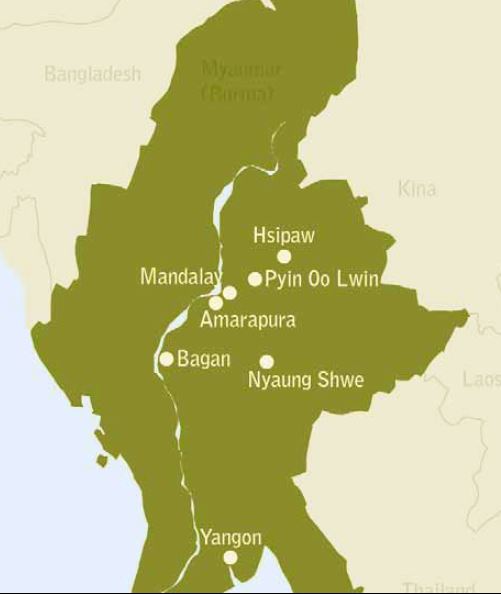 Bangladesh
Myanmar
(Burma)
Kina
Hsipaw
Mandalay
Pyin Oo Lwin
Amarapura
Bagan
Nyaung Shwe
Laos
Yangon
Thailand